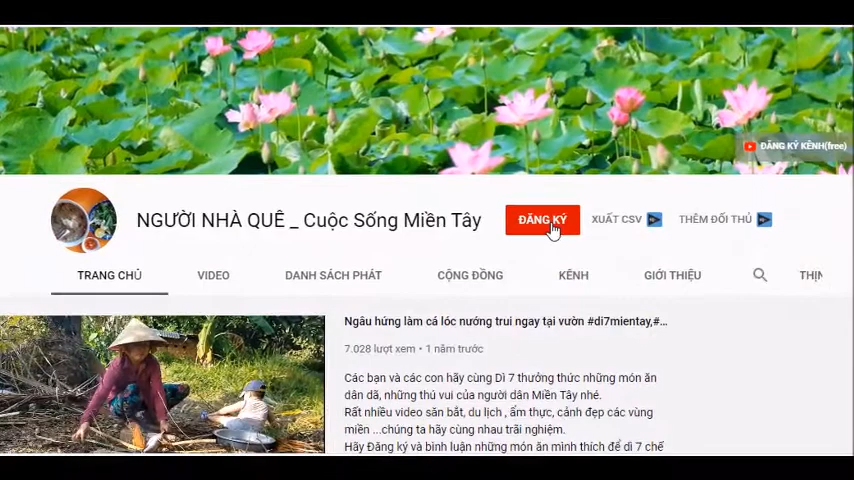 ĐĂNG KÝ KÊNH(free)
NGƯỜI NHÀ QUÊ _ Cuộc Sống Miền Tây
ĐĂNG KÝ
XUẤT CSV
THÊM ĐỐI THỦ
TRANG CHỦ
VIDEO
DANH SÁCH PHÁT
CỘNG ĐỒNG
KÊNH
GIỚI THIỆU
THỊN
Ngẫu hứng làm cá lóc nướng trui ngay tại vườn #di7mientay,#...
7.028 lượt xem • 1 năm trước
Các bạn và các con hãy cùng Dì 7 thưởng thức những món ăn
dân dã, những thú vui của người Miền Tây nhé.
Rất nhiều video săn bắt, du lịch , ẩm thực, cảnh đẹp các vùng
miền ...chúng ta hãy cùng nhau trãi nghiệm.
Hãy Đăng ký và bình luận những món ăn mình thích để dì 7 chế